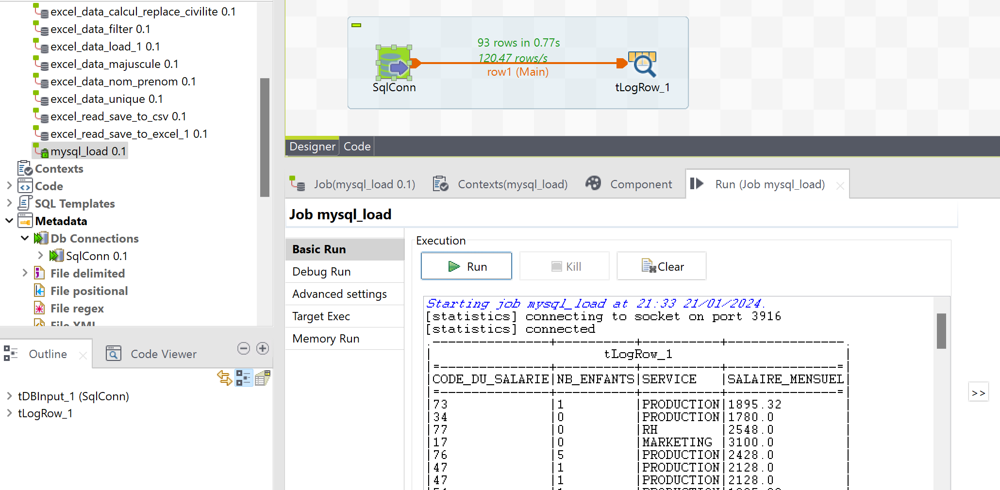 excel_data_calcul_replace_civilite 0.1
excel_data_filter 0.1
excel_data_load_1 0.1
excel_data_majuscule 0.1
excel_data_nom_prenom 0.1
excel_data_unique 0.1
excel_read_save_to_csv 0.1
excel_read_save_to_excel_1 0.1
mysql_load 0.1
Contexts
Code
SQL Templates
Metadata
Db Connections
SqlConn 0.1
File delimited
File positional
File regex
File XML
Outline
Code Viewer
tDBInput_1 (SqlConn)
tLogRow_1
93 rows in 0.77s
120.47 rows/s
row1 (Main)
SqlConn
tLogRow_1
Designer
Code
Job(mysql_load 0.1)
Contexts(mysql_load)
Component
Run (Job mysql_load)
Job mysql_load
Basic Run
Debug Run
Advanced settings
Target Exec
Memory Run
Execution
Run
Kill
Clear
Starting job mysql_load at 21:33 21/01/2024.
[statistics] connecting to socket on port 3916
[statistics] connected
.---------------+----------+----------+---------------.
| tLogRow_1 |
|=--------------+----------+----------+--------------=|
|CODE_DU_SALARIE|NB_ENFANTS|SERVICE |SALAIRE_MENSUEL|
|=--------------+----------+----------+--------------=|
|73 |1 |PRODUCTION|1895.32 |
|34 |0 |PRODUCTION|1780.0 |
|77 |0 |RH |2548.0 |
|17 |0 |MARKETING |3100.0 |
|76 |5 |PRODUCTION|2428.0 |
|47 |1 |PRODUCTION|2128.0 |
|47 |1 |PRODUCTION|2128.0 |
>>